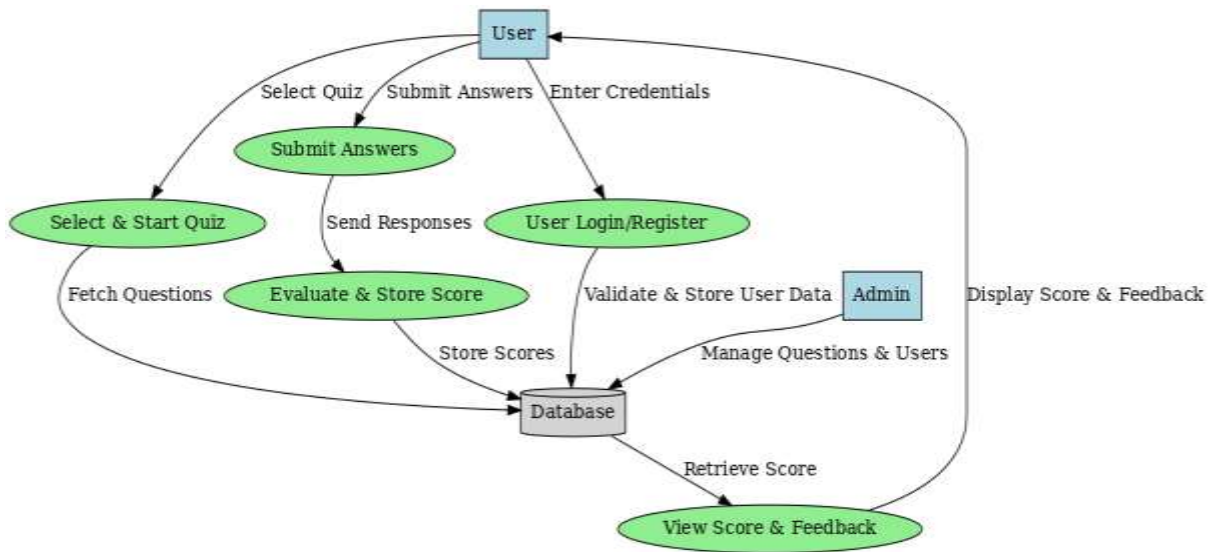 User
Select Quiz
Submit Answers
Enter Credentials
Submit Answers
Select & Start Quiz
Send Responses
User Login/Register
Fetch Questions
Evaluate & Store Score
Validate & Store User Data
Admin
Display Score & Feedback
Store Scores
Manage Questions & Users
Database
Retrieve Score
View Score & Feedback